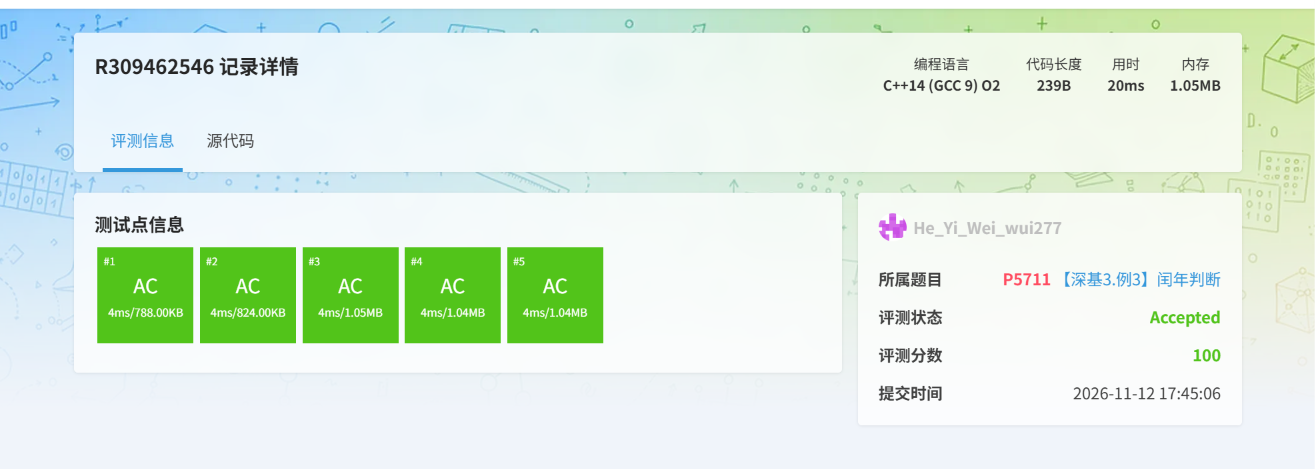 R309462546 记录详情
编程语言 代码长度 用时 内存
C++14 (GCC 9) O2 239B 20ms 1.05MB
评测信息 源代码
测试点信息
#1 #2 #3 #4 #5
AC AC AC AC AC
4ms/788.00KB 4ms/824.00KB 4ms/1.05MB 4ms/1.04MB 4ms/1.04MB
He_Yi_Wei_wui277
所属题目 P5711 【深基3.例3】闰年判断
评测状态 Accepted
评测分数 100
提交时间 2026-11-12 17:45:06